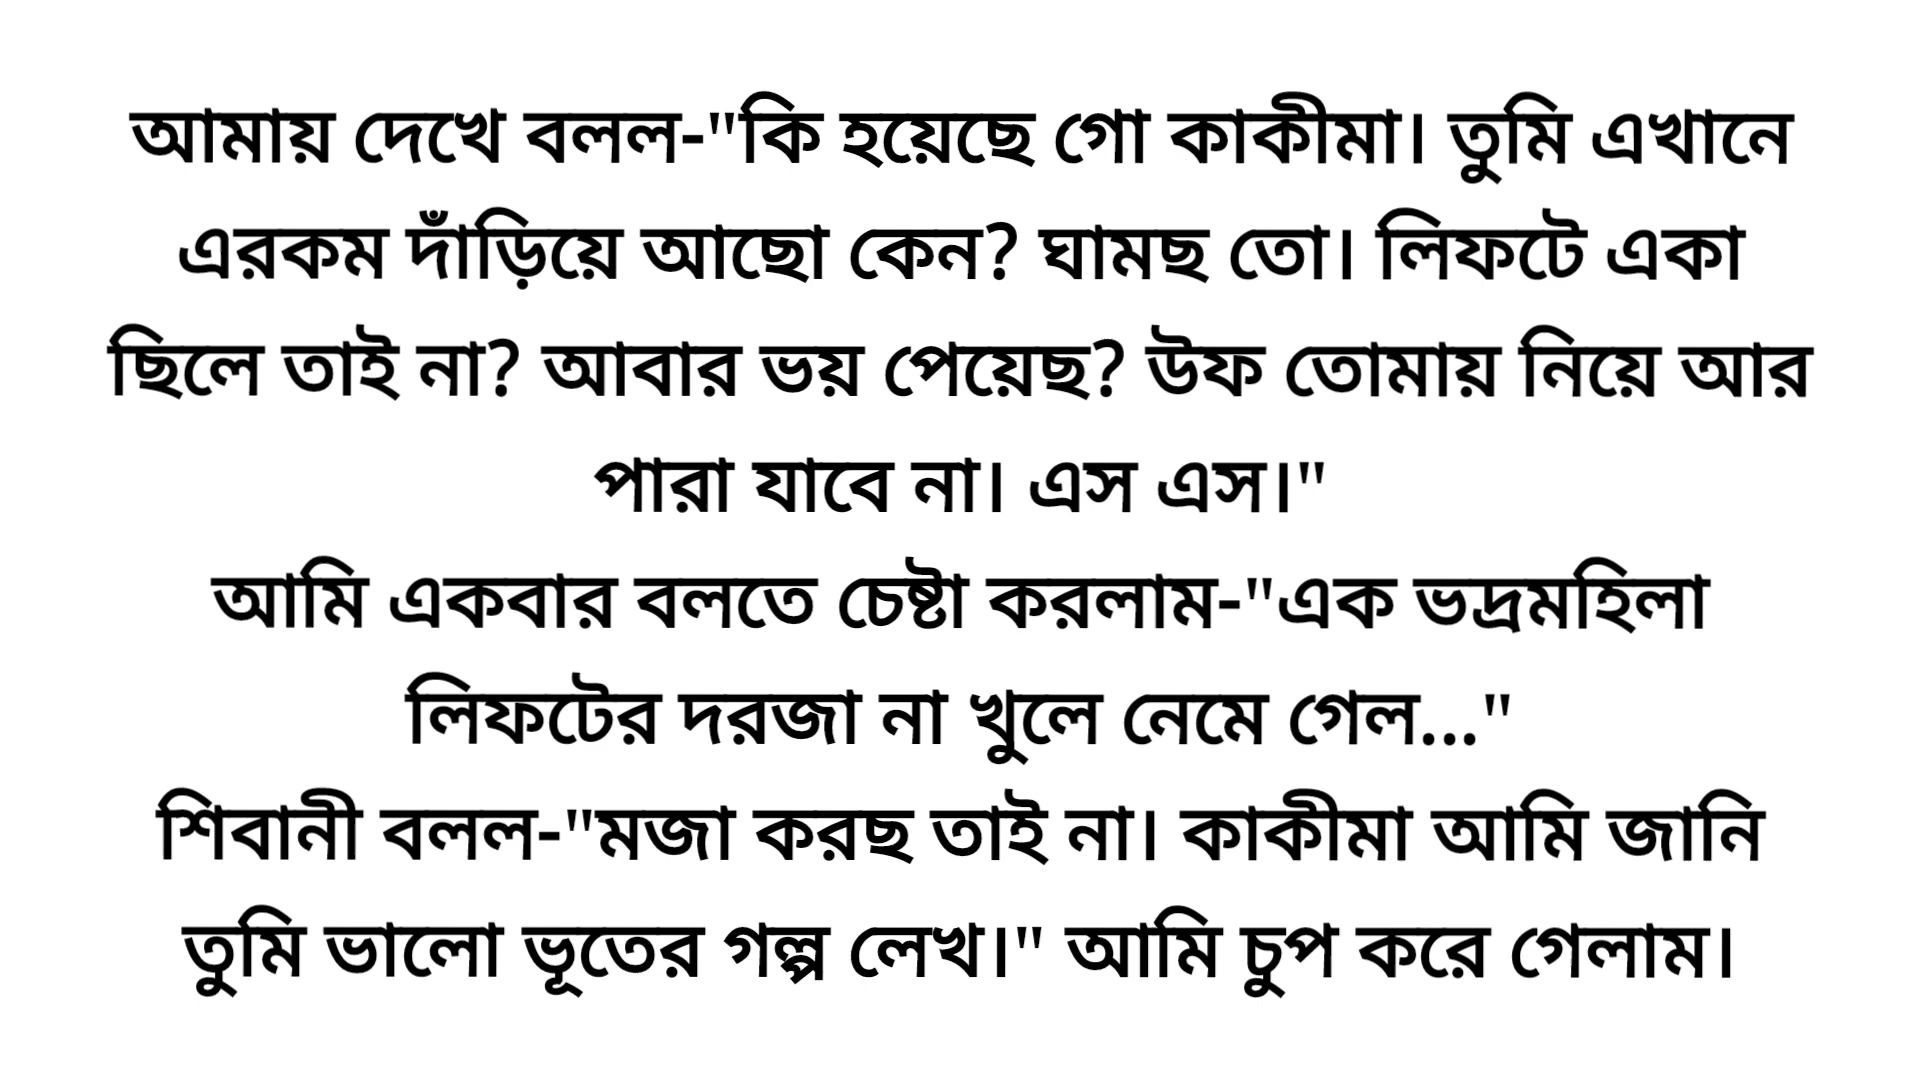 আমায় দেখে বলল-"কি হয়েছে গো কাকীমা। তুমি এখানে
এরকম দাঁড়িয়ে আছো কেন? ঘামছ তো। লিফটে একা
ছিলে তাই না? আবার ভয় পেয়েছ? উফ তোমায় নিয়ে আর
পারা যাবে না। এস এস।"
আমি একবার বলতে চেষ্টা করলাম-"এক ভদ্রমহিলা
লিফটের দরজা না খুলে নেমে গেল..."
শিবানী বলল-"মজা করছ তাই না। কাকীমা আমি জানি
তুমি ভালো ভূতের গল্প লেখ।" আমি চুপ করে গেলাম।